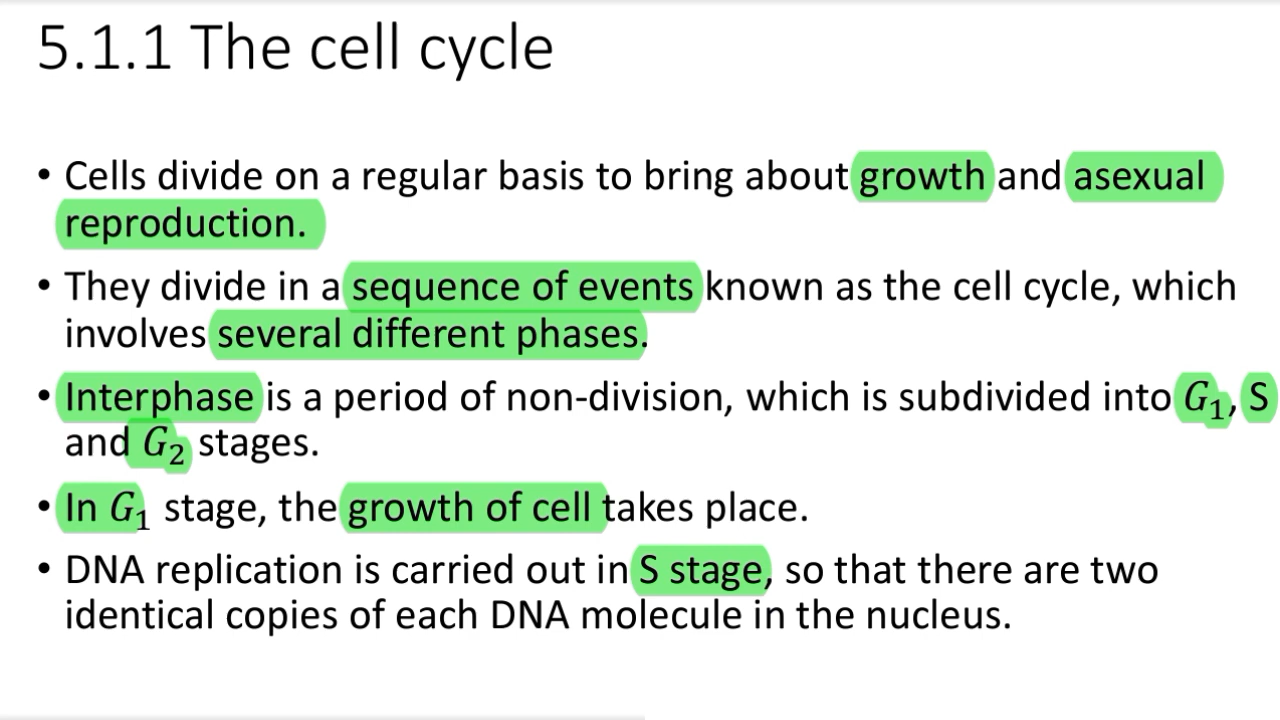 5.1.1 The cell cycle
• Cells divide on a regular basis to bring about growth and asexual
reproduction.
• They divide in a sequence of events known as the cell cycle, which
involves several different phases.
• Interphase is a period of non-division, which is subdivided into G₁, S
and G₂ stages.
• In G₁ stage, the growth of cell takes place.
• DNA replication is carried out in S stage, so that there are two
identical copies of each DNA molecule in the nucleus.